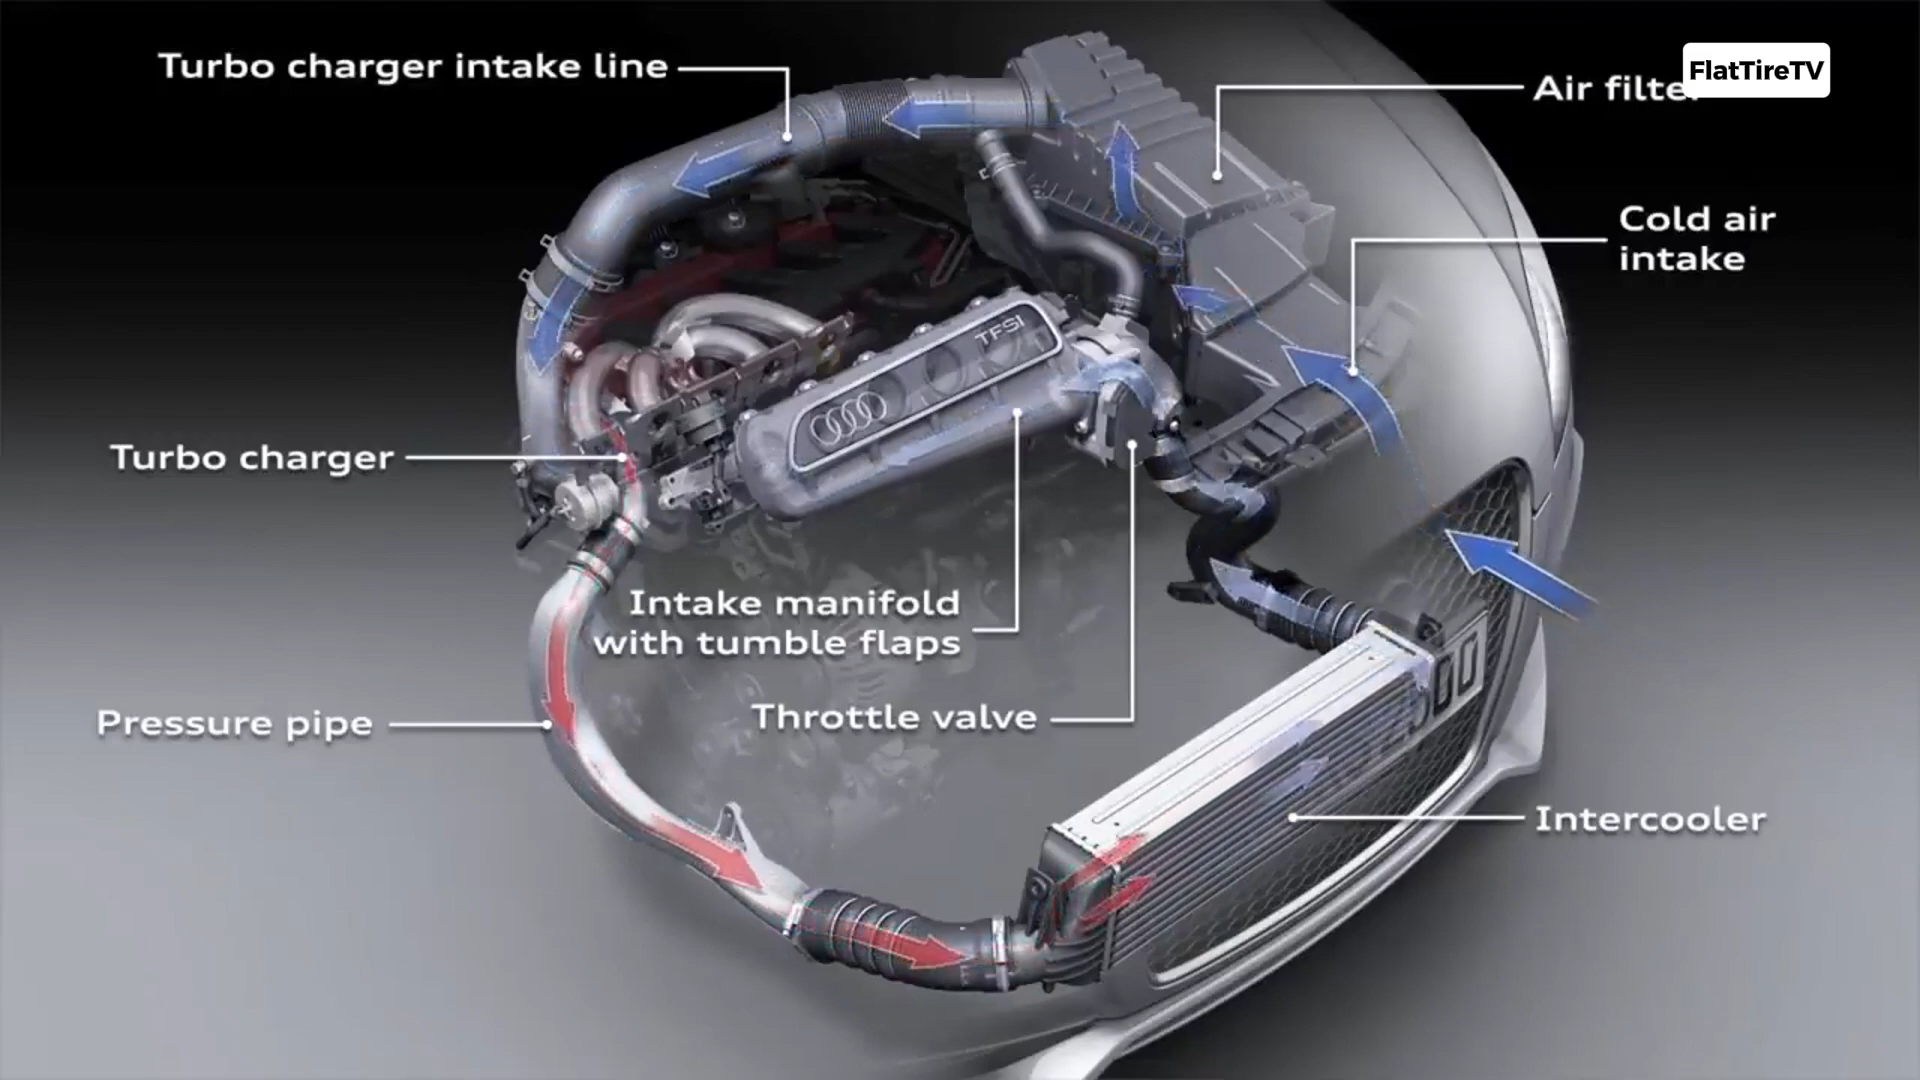 Turbo charger intake line
FlatTireTV
Air filter
Cold air
intake
TFSI
Turbo charger
Intake manifold
with tumble flaps
Throttle valve
Pressure pipe
Intercooler